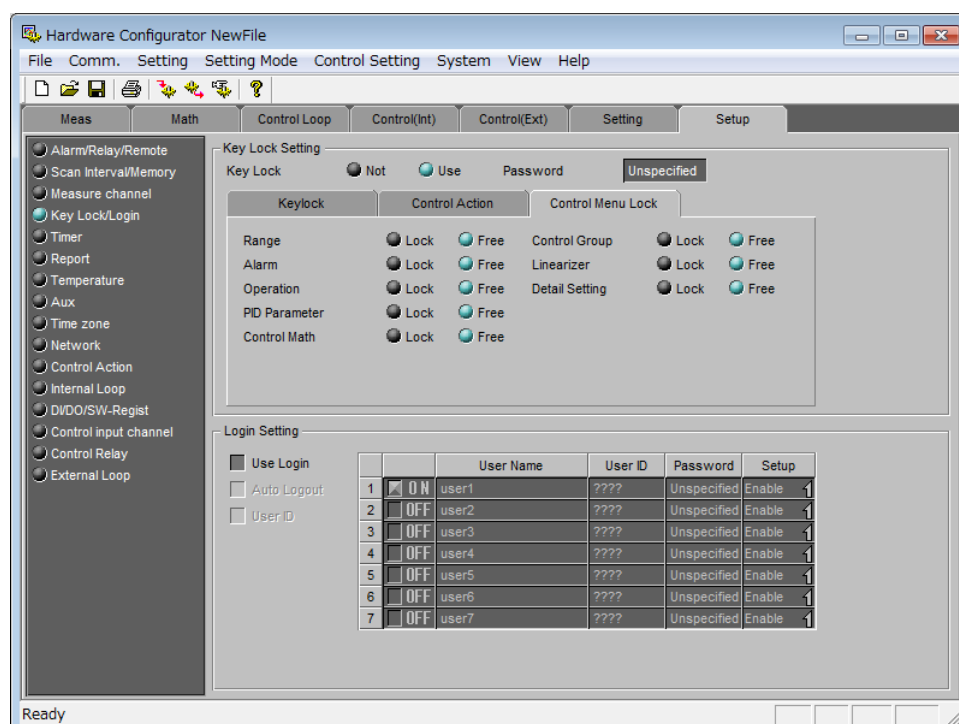 Hardware Configurator NewFile
File Comm. Setting Setting Mode Control Setting System View Help
Meas Math Control Loop Control(Int) Control(Ext) Setting Setup
Alarm/Relay/Remote
Scan Interval/Memory
Measure channel
Key Lock/Login
Timer
Report
Temperature
Aux
Time zone
Network
Control Action
Internal Loop
DI/DO/SW-Regist
Control input channel
Control Relay
External Loop
Key Lock Setting
Key Lock Not Use Password Unspecified
Keylock Control Action Control Menu Lock
Range Lock Free Control Group Lock Free
Alarm Lock Free Linearizer Lock Free
Operation Lock Free Detail Setting Lock Free
PID Parameter Lock Free
Control Math Lock Free
Login Setting
Use Login
Auto Logout
User ID
User Name User ID Password Setup
1 ON user1 ???? Unspecified Enable
2 OFF user2 ???? Unspecified Enable
3 OFF user3 ???? Unspecified Enable
4 OFF user4 ???? Unspecified Enable
5 OFF user5 ???? Unspecified Enable
6 OFF user6 ???? Unspecified Enable
7 OFF user7 ???? Unspecified Enable
Ready